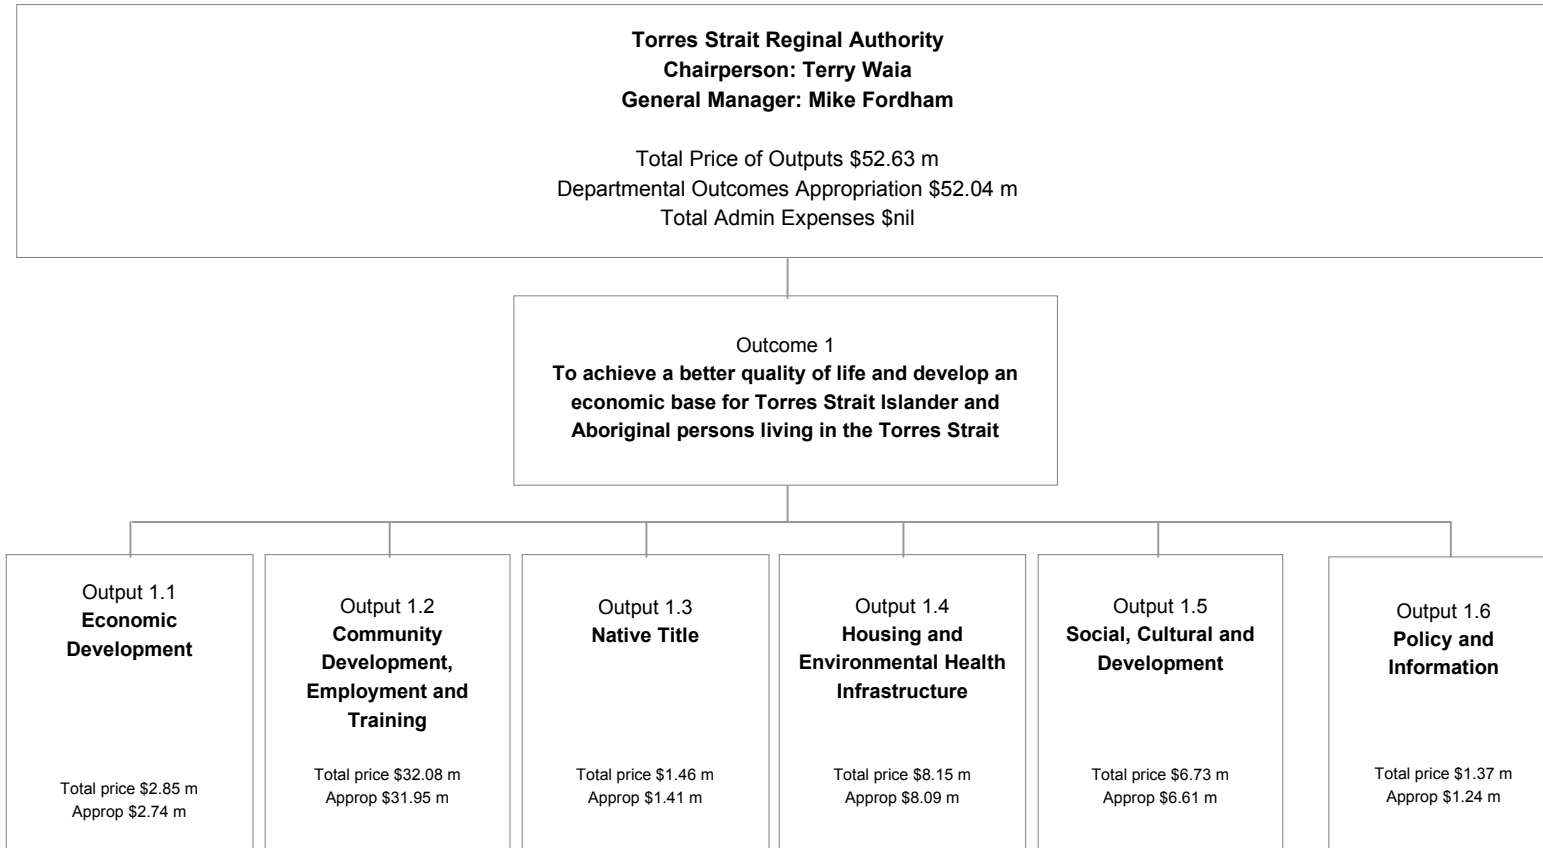 Torres Strait Reginal Authority
Chairperson: Terry Waia
General Manager: Mike Fordham
Total Price of Outputs $52.63 m
Departmental Outcomes Appropriation $52.04 m
Total Admin Expenses $nil
Outcome 1
To achieve a better quality of life and develop an
economic base for Torres Strait Islander and
Aboriginal persons living in the Torres Strait
Output 1.1
Economic
Development
Total price $2.85 m
Approp $2.74 m
Output 1.2
Community
Development,
Employment and
Training
Total price $32.08 m
Approp $31.95 m
Output 1.3
Native Title
Total price $1.46 m
Approp $1.41 m
Output 1.4
Housing and
Environmental Health
Infrastructure
Total price $8.15 m
Approp $8.09 m
Output 1.5
Social, Cultural and
Development
Total price $6.73 m
Approp $6.61 m
Output 1.6
Policy and
Information
Total price $1.37 m
Approp $1.24 m